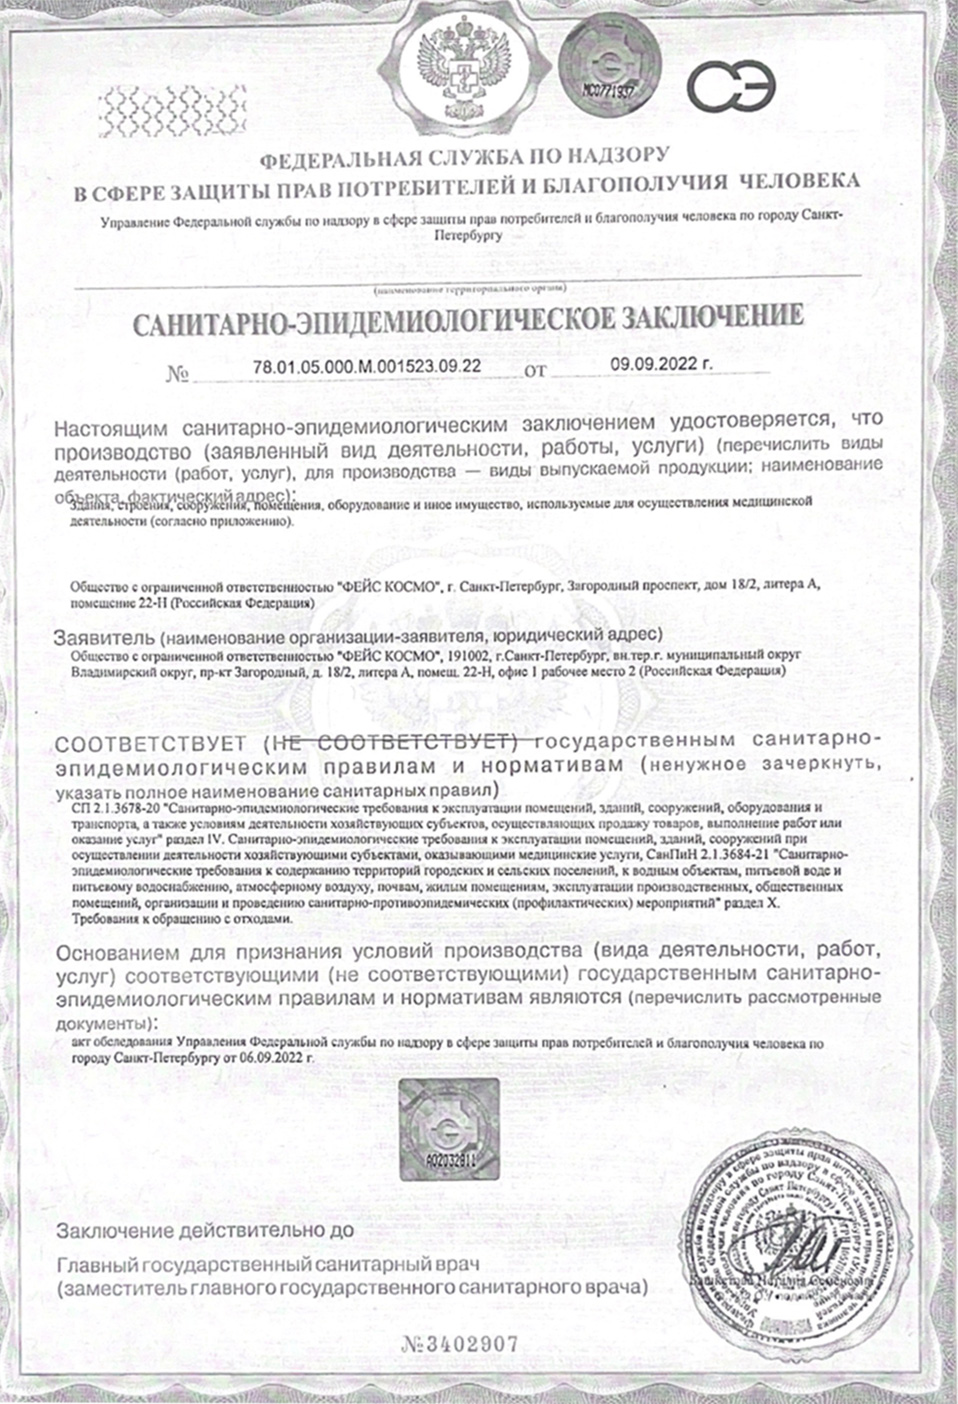 МС0771937
СЭ
ФЕДЕРАЛЬНАЯ СЛУЖБА ПО НАДЗОРУ
В СФЕРЕ ЗАЩИТЫ ПРАВ ПОТРЕБИТЕЛЕЙ И БЛАГОПОЛУЧИЯ ЧЕЛОВЕКА
Управление Федеральной службы по надзору в сфере защиты прав потребителей и благополучия человека по городу Санкт-
Петербургу
(наименование территориального органа)
САНИТАРНО-ЭПИДЕМИОЛОГИЧЕСКОЕ ЗАКЛЮЧЕНИЕ
№ 78.01.05.000.М.001523.09.22 от 09.09.2022 г.
Настоящим санитарно-эпидемиологическим заключением удостоверяется, что
производство (заявленный вид деятельности, работы, услуги) (перечислить виды
деятельности (работ, услуг), для производства — виды выпускаемой продукции; наименование
объекта, фактический адрес):
Здания, строения, сооружения, помещения, оборудование и иное имущество, используемые для осуществления медицинской
деятельности (согласно приложению).
Общество с ограниченной ответственностью "ФЕЙС КОСМО", г. Санкт-Петербург, Загородный проспект, дом 18/2, литера А,
помещение 22-Н (Российская Федерация)
Заявитель (наименование организации-заявителя, юридический адрес)
Общество с ограниченной ответственностью "ФЕЙС КОСМО", 191002, г.Санкт-Петербург, вн.тер.г. муниципальный округ
Владимирский округ, пр-кт Загородный, д. 18/2, литера А, помещ. 22-Н, офис 1 рабочее место 2 (Российская Федерация)
СООТВЕТСТВУЕТ (НЕ СООТВЕТСТВУЕТ) государственным санитарно-
эпидемиологическим правилам и нормативам (ненужное зачеркнуть,
указать полное наименование санитарных правил)
СП 2.1.3678-20 "Санитарно-эпидемиологические требования к эксплуатации помещений, зданий, сооружений, оборудования и
транспорта, а также условиям деятельности хозяйствующих субъектов, осуществляющих продажу товаров, выполнение работ или
оказание услуг" раздел IV. Санитарно-эпидемиологические требования к эксплуатации помещений, зданий, сооружений при
осуществлении деятельности хозяйствующими субъектами, оказывающими медицинские услуги, СанПиН 2.1.3684-21 "Санитарно-
эпидемиологические требования к содержанию территорий городских и сельских поселений, к водным объектам, питьевой воде и
питьевому водоснабжению, атмосферному воздуху, почвам, жилым помещениям, эксплуатации производственных, общественных
помещений, организации и проведению санитарно-противоэпидемических (профилактических) мероприятий" раздел X.
Требования к обращению с отходами.
Основанием для признания условий производства (вида деятельности, работ,
услуг) соответствующими (не соответствующими) государственным санитарно-
эпидемиологическим правилам и нормативам являются (перечислить рассмотренные
документы):
акт обследования Управления Федеральной службы по надзору в сфере защиты прав потребителей и благополучия человека по
городу Санкт-Петербургу от 06.09.2022 г.
А02032811
Заключение действительно до
Главный государственный санитарный врач
(заместитель главного государственного санитарного врача)
№3402907